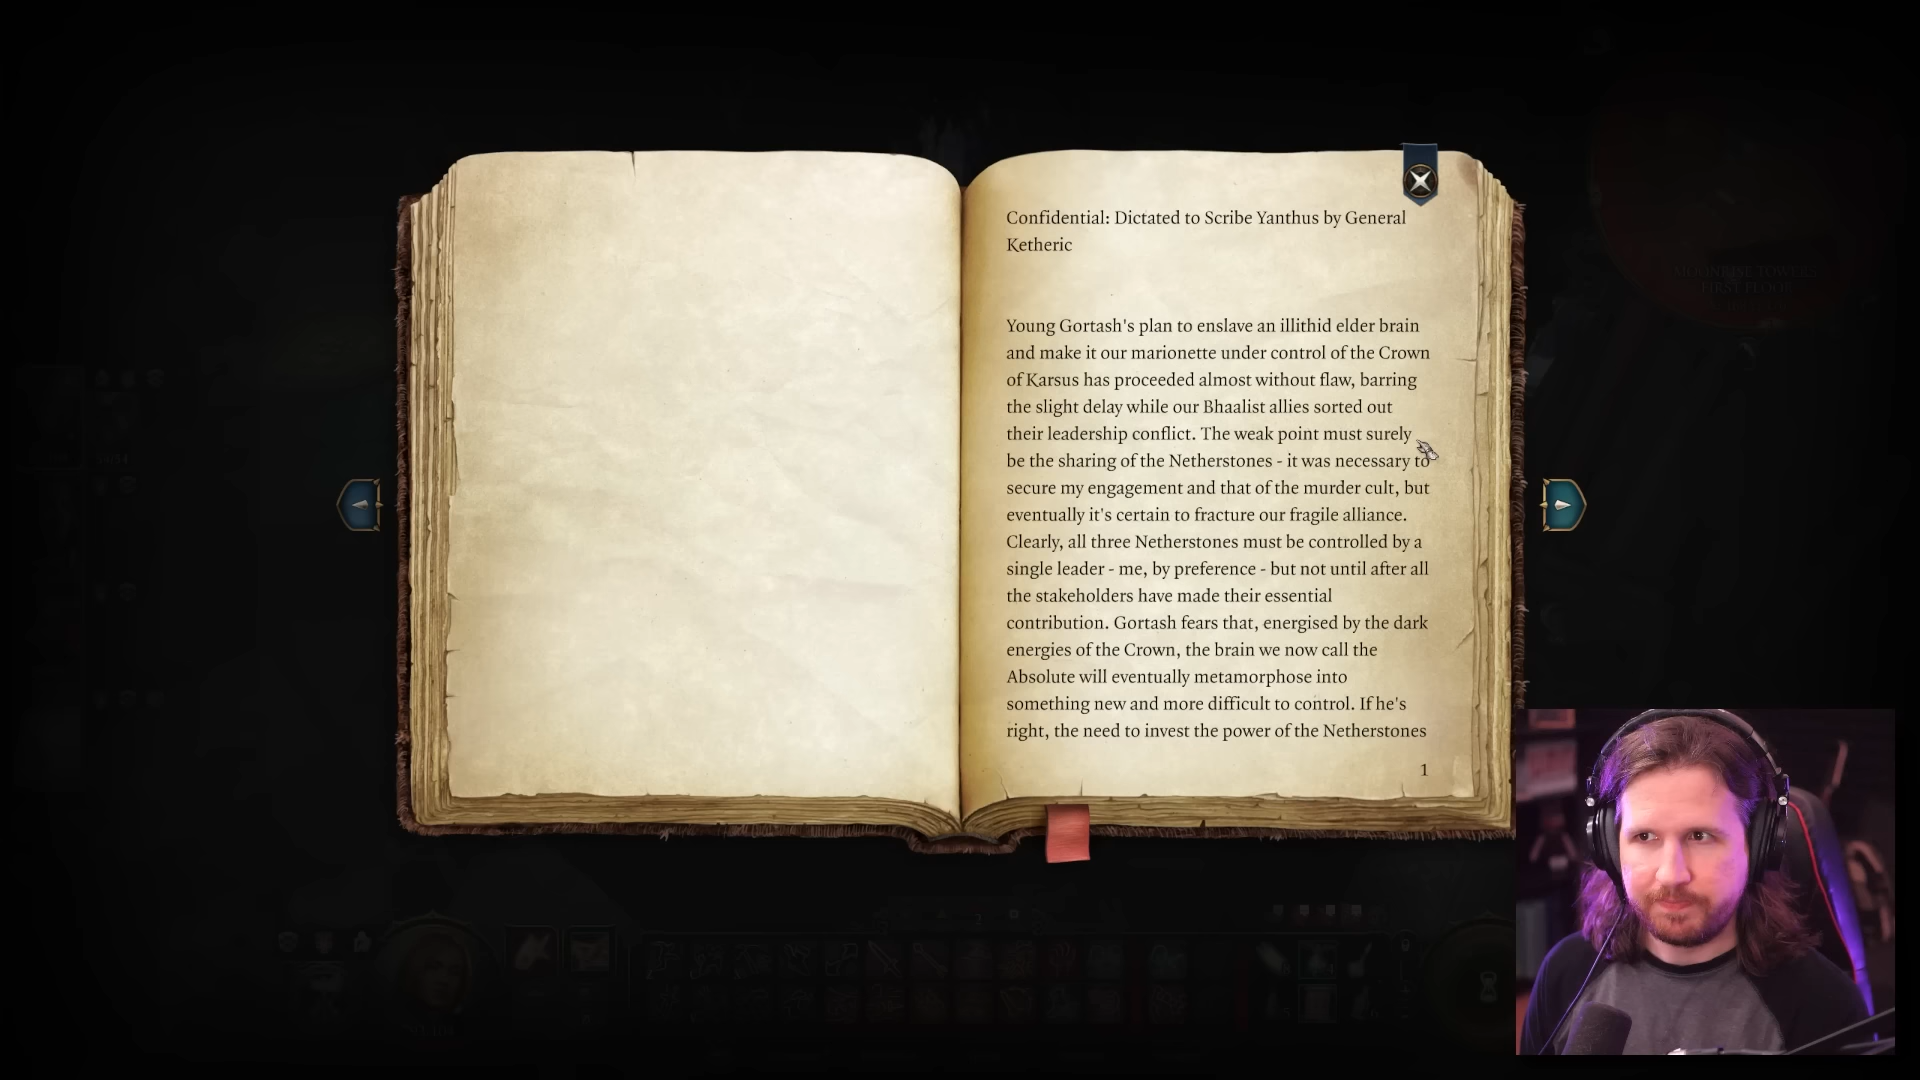 Confidential: Dictated to Scribe Yanthus by General
Ketheric
Young Gortash's plan to enslave an illithid elder brain
and make it our marionette under control of the Crown
of Karsus has proceeded almost without flaw, barring
the slight delay while our Bhaalist allies sorted out
their leadership conflict. The weak point must surely
be the sharing of the Netherstones - it was necessary to
secure my engagement and that of the murder cult, but
eventually it's certain to fracture our fragile alliance.
Clearly, all three Netherstones must be controlled by a
single leader - me, by preference - but not until after all
the stakeholders have made their essential
contribution. Gortash fears that, energised by the dark
energies of the Crown, the brain we now call the
Absolute will eventually metamorphose into
something new and more difficult to control. If he's
right, the need to invest the power of the Netherstones
1
MOONRISE TOWERS
FIRST FLOOR